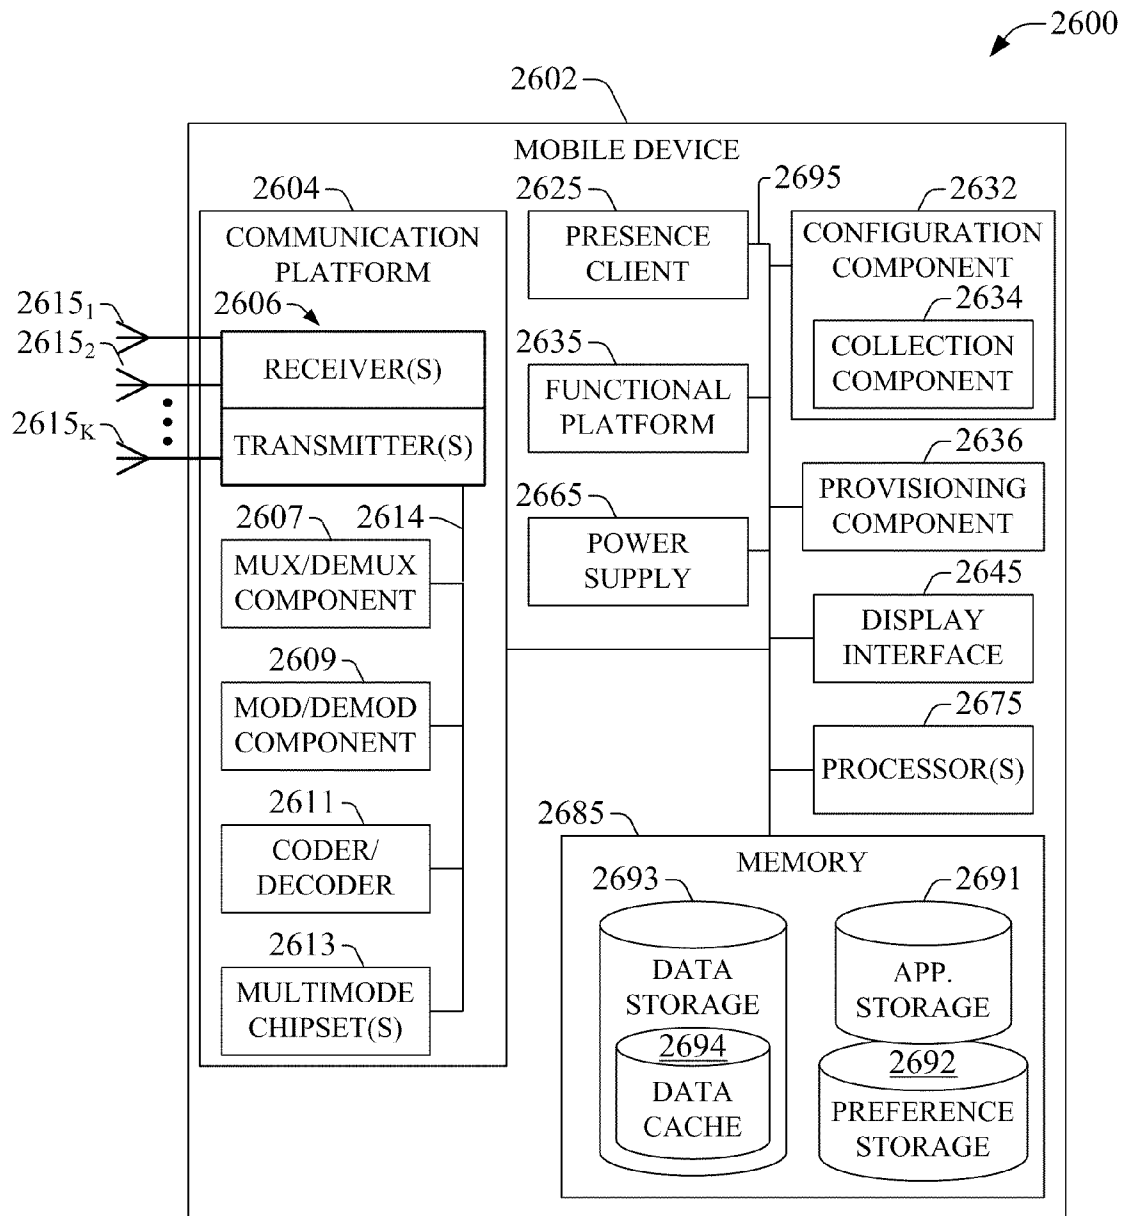 2600
2602
MOBILE DEVICE
2604
COMMUNICATION
PLATFORM
2615₁
2615₂
2615K
2606
RECEIVER(S)
TRANSMITTER(S)
2607
2614
MUX/DEMUX
COMPONENT
2609
MOD/DEMOD
COMPONENT
2611
CODER/
DECODER
2613
MULTIMODE
CHIPSET(S)
2625
PRESENCE
CLIENT
2695
2635
FUNCTIONAL
PLATFORM
2665
POWER
SUPPLY
2632
CONFIGURATION
COMPONENT
2634
COLLECTION
COMPONENT
2636
PROVISIONING
COMPONENT
2645
DISPLAY
INTERFACE
2675
PROCESSOR(S)
2685
MEMORY
2693
DATA
STORAGE
2694
DATA
CACHE
2691
APP.
STORAGE
2692
PREFERENCE
STORAGE